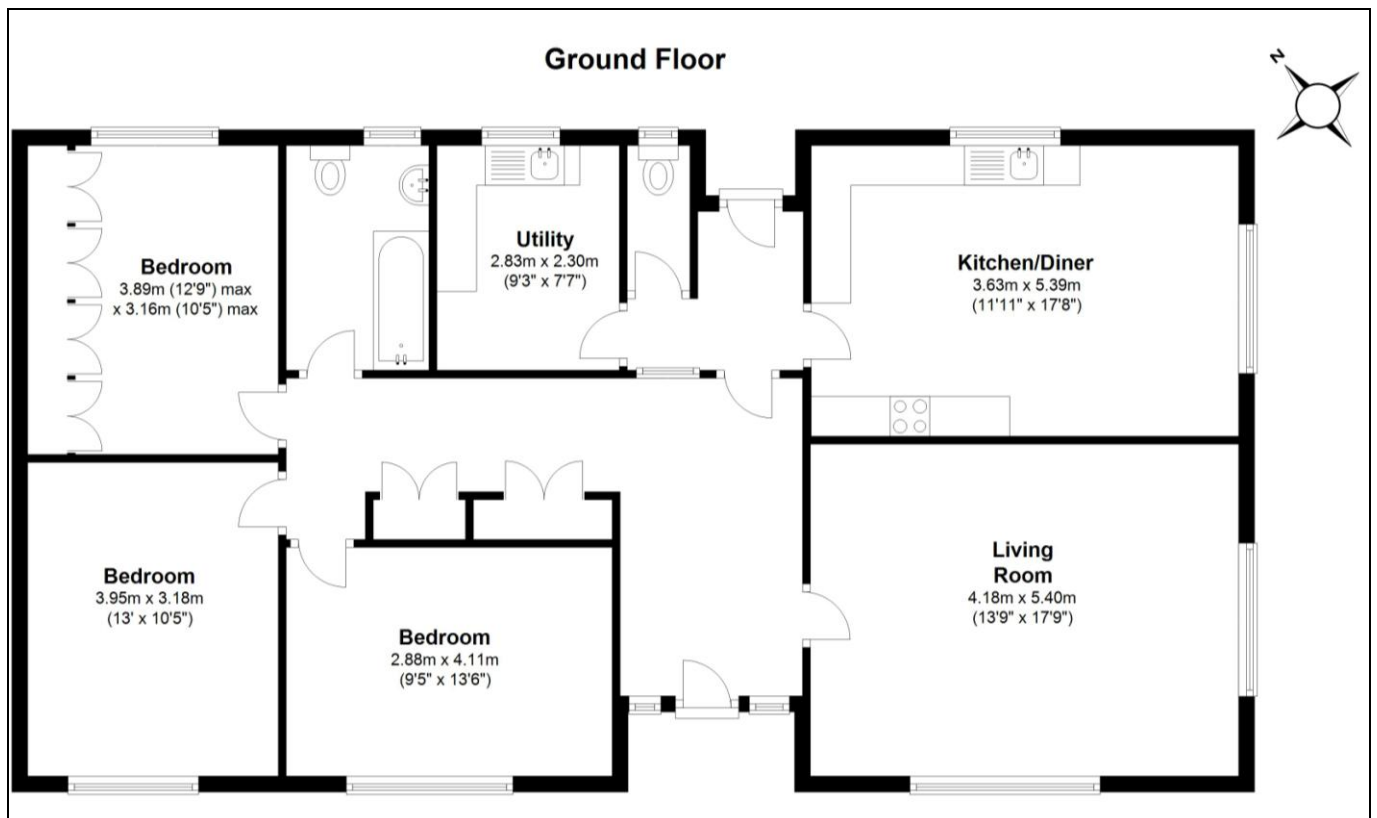 Ground Floor
N
Bedroom
3.89m (12'9") max
x 3.16m (10'5") max
Utility
2.83m x 2.30m
(9'3" x 7'7")
Kitchen/Diner
3.63m x 5.39m
(11'11" x 17'8")
Bedroom
3.95m x 3.18m
(13' x 10'5")
Bedroom
2.88m x 4.11m
(9'5" x 13'6")
Living
Room
4.18m x 5.40m
(13'9" x 17'9")